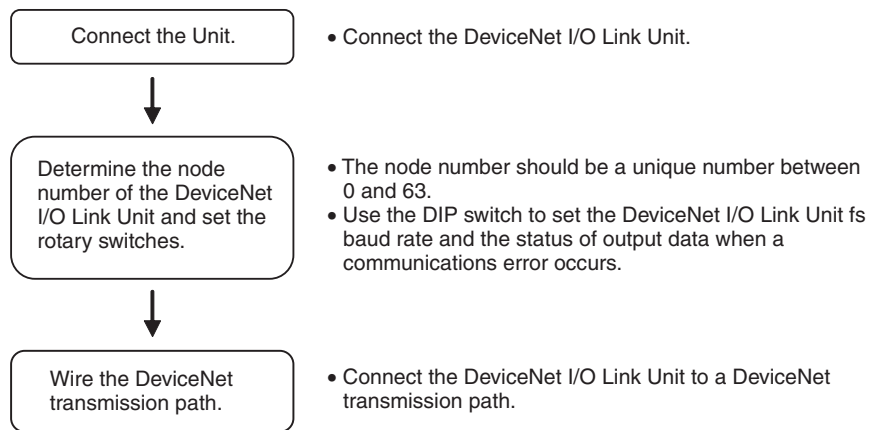 Connect the Unit.
• Connect the DeviceNet I/O Link Unit.
Determine the node
number of the DeviceNet
I/O Link Unit and set the
rotary switches.
• The node number should be a unique number between
0 and 63.
• Use the DIP switch to set the DeviceNet I/O Link Unit fs
baud rate and the status of output data when a
communications error occurs.
Wire the DeviceNet
transmission path.
• Connect the DeviceNet I/O Link Unit to a DeviceNet
transmission path.